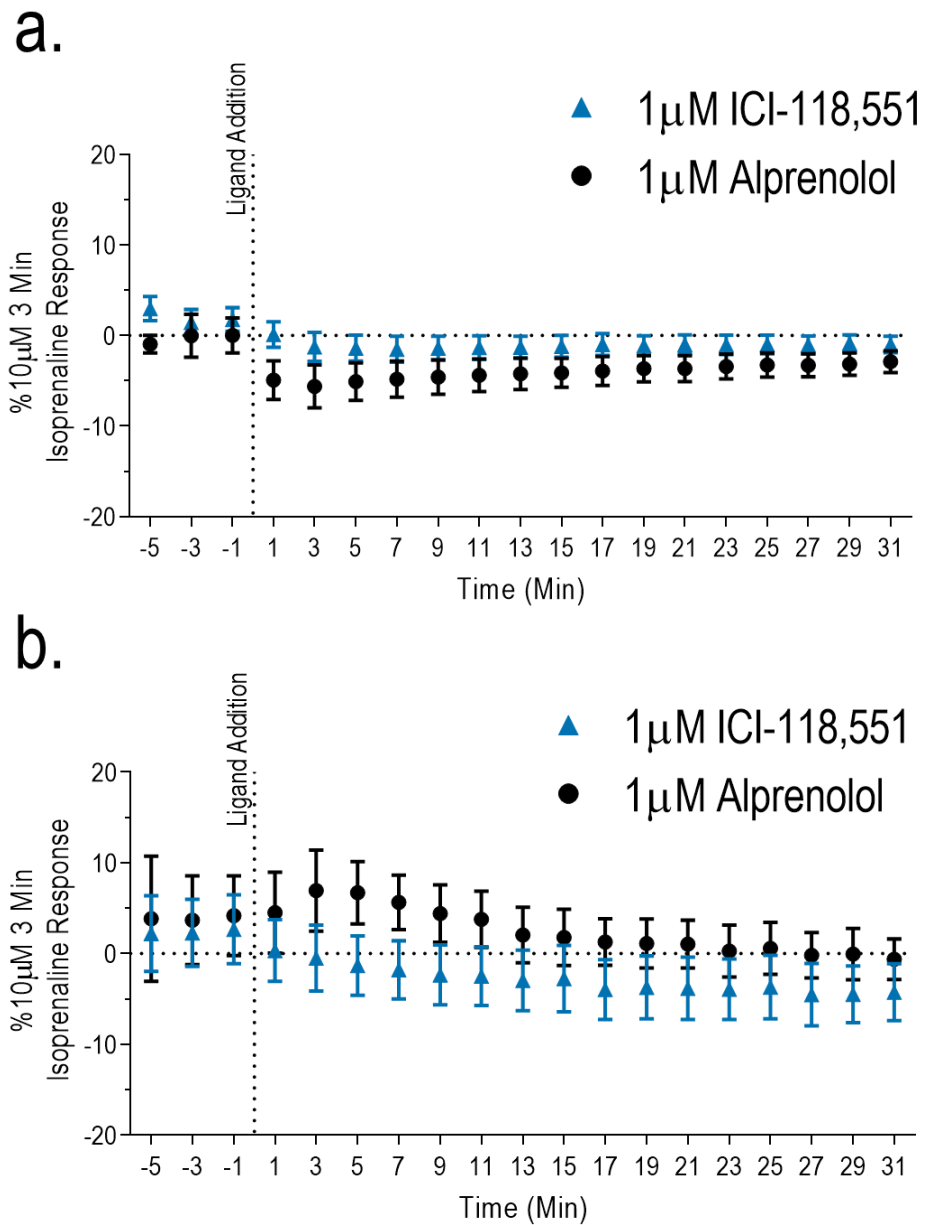 a.
Ligand Addition
1μM ICI-118,551
1μM Alprenolol
%10μM 3 Min
Isoprenaline Response
20
10
0
-10
-20
-5 -3 -1 1 3 5 7 9 11 13 15 17 19 21 23 25 27 29 31
Time (Min)
b.
Ligand Addition
1μM ICI-118,551
1μM Alprenolol
%10μM 3 Min
Isoprenaline Response
20
10
0
-10
-20
-5 -3 -1 1 3 5 7 9 11 13 15 17 19 21 23 25 27 29 31
Time (Min)